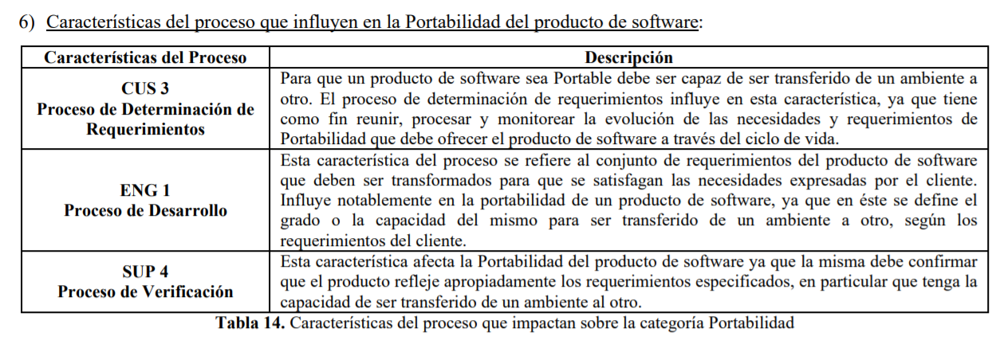 6) Características del proceso que influyen en la Portabilidad del producto de software:
Características del Proceso
Descripción
CUS 3
Proceso de Determinación de
Requerimientos
Para que un producto de software sea Portable debe ser capaz de ser transferido de un ambiente a
otro. El proceso de determinación de requerimientos influye en esta característica, ya que tiene
como fin reunir, procesar y monitorear la evolución de las necesidades y requerimientos de
Portabilidad que debe ofrecer el producto de software a través del ciclo de vida.
ENG 1
Proceso de Desarrollo
Esta característica del proceso se refiere al conjunto de requerimientos del producto de software
que deben ser transformados para que se satisfagan las necesidades expresadas por el cliente.
Influye notablemente en la portabilidad de un producto de software, ya que en éste se define el
grado o la capacidad del mismo para ser transferido de un ambiente a otro, según los
requerimientos del cliente.
SUP 4
Proceso de Verificación
Esta característica afecta la Portabilidad del producto de software ya que la misma debe confirmar
que el producto refleje apropiadamente los requerimientos especificados, en particular que tenga la
capacidad de ser transferido de un ambiente al otro.
Tabla 14. Características del proceso que impactan sobre la categoría Portabilidad